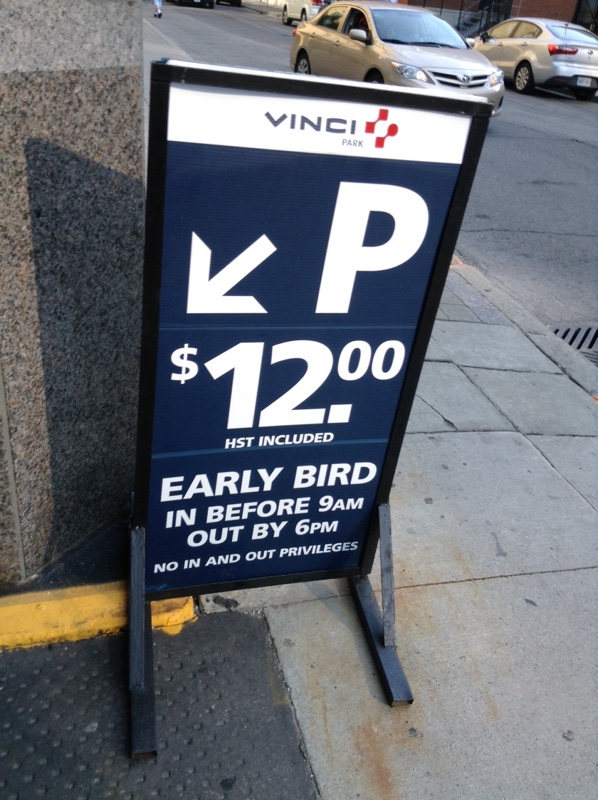 VINCI
PARK
P
$12.00
HST INCLUDED
EARLY BIRD
IN BEFORE 9AM
OUT BY 6PM
NO IN AND OUT PRIVILEGES